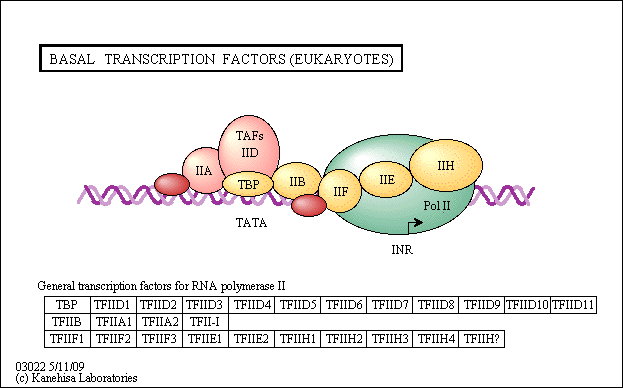 BASAL TRANSCRIPTION FACTORS (EUKARYOTES)
TAFs
IID
IIA
TBP
IIB
IIF
IIE
IIH
Pol II
TATA
INR
General transcription factors for RNA polymerase II
TBP TFIID1 TFIID2 TFIID3 TFIID4 TFIID5 TFIID6 TFIID7 TFIID8 TFIID9 TFIID10 TFIID11
TFIIB TFIIA1 TFIIA2 TFII-I
TFIIF1 TFIIF2 TFIIF3 TFIIE1 TFIIE2 TFIIH1 TFIIH2 TFIIH3 TFIIH4 TFIIH?
03022 5/11/09
(c) Kanehisa Laboratories